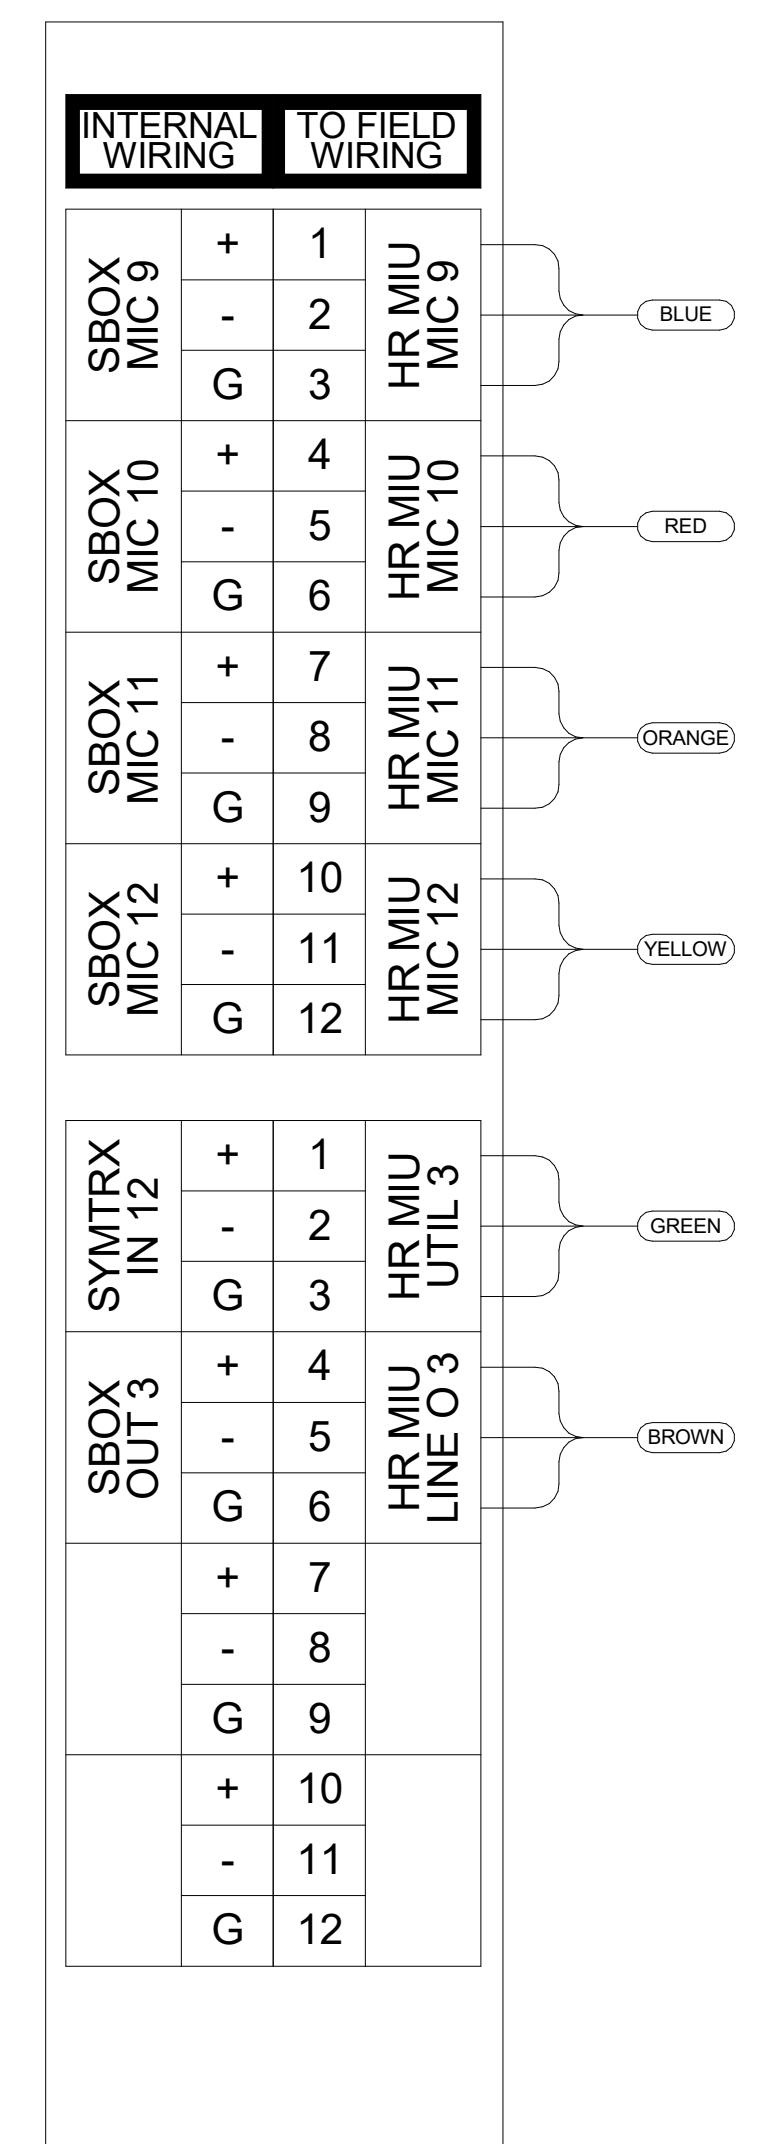 INTERNAL
WIRING
TO FIELD
WIRING
SBOX
MIC 9
+ 1
- 2
G 3
HR MIU
MIC 9
BLUE
SBOX
MIC 10
+ 4
- 5
G 6
HR MIU
MIC 10
RED
SBOX
MIC 11
+ 7
- 8
G 9
HR MIU
MIC 11
ORANGE
SBOX
MIC 12
+ 10
- 11
G 12
HR MIU
MIC 12
YELLOW
SYMTRX
IN 12
+ 1
- 2
G 3
HR MIU
UTIL 3
GREEN
SBOX
OUT 3
+ 4
- 5
G 6
HR MIU
LINE O 3
BROWN
+ 7
- 8
G 9
+ 10
- 11
G 12